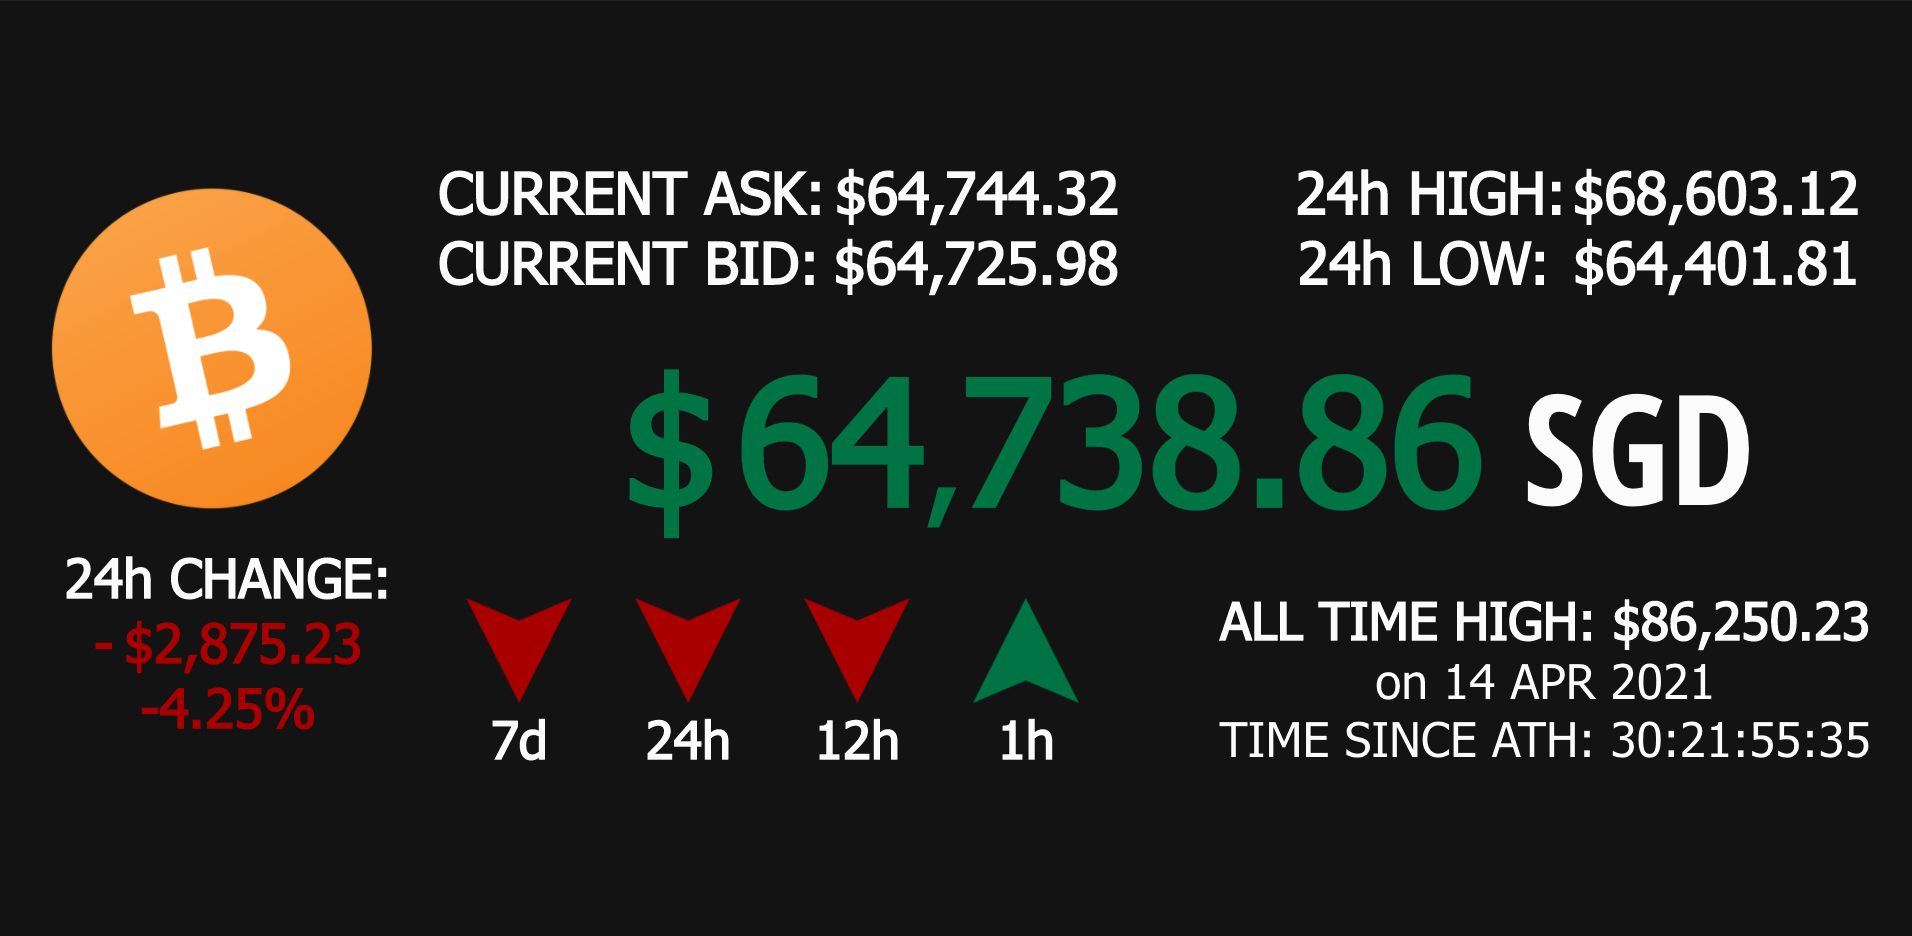 CURRENT ASK: $64,744.32
CURRENT BID: $64,725.98
24h HIGH: $68,603.12
24h LOW: $64,401.81
$64,738.86 SGD
24h CHANGE:
- $2,875.23
-4.25%
7d
24h
12h
1h
ALL TIME HIGH: $86,250.23
on 14 APR 2021
TIME SINCE ATH: 30:21:55:35